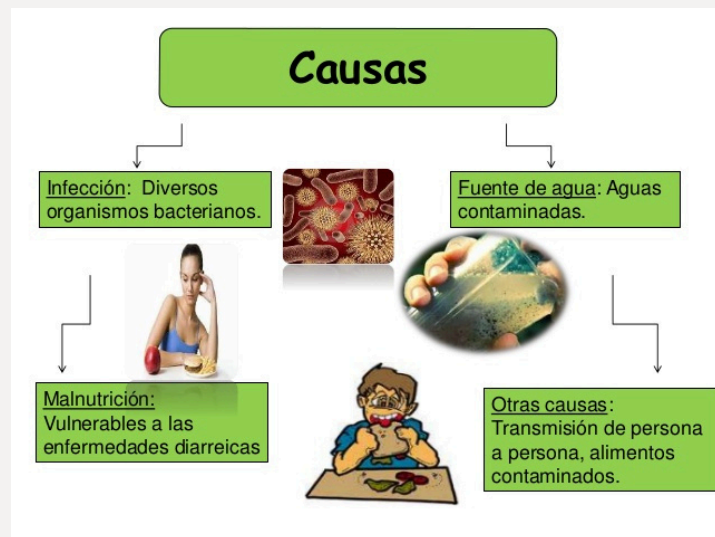 Causas
Infección: Diversos
organismos bacterianos.
Fuente de agua: Aguas
contaminadas.
Malnutrición:
Vulnerables a las
enfermedades diarreicas
Otras causas:
Transmisión de persona
a persona, alimentos
contaminados.